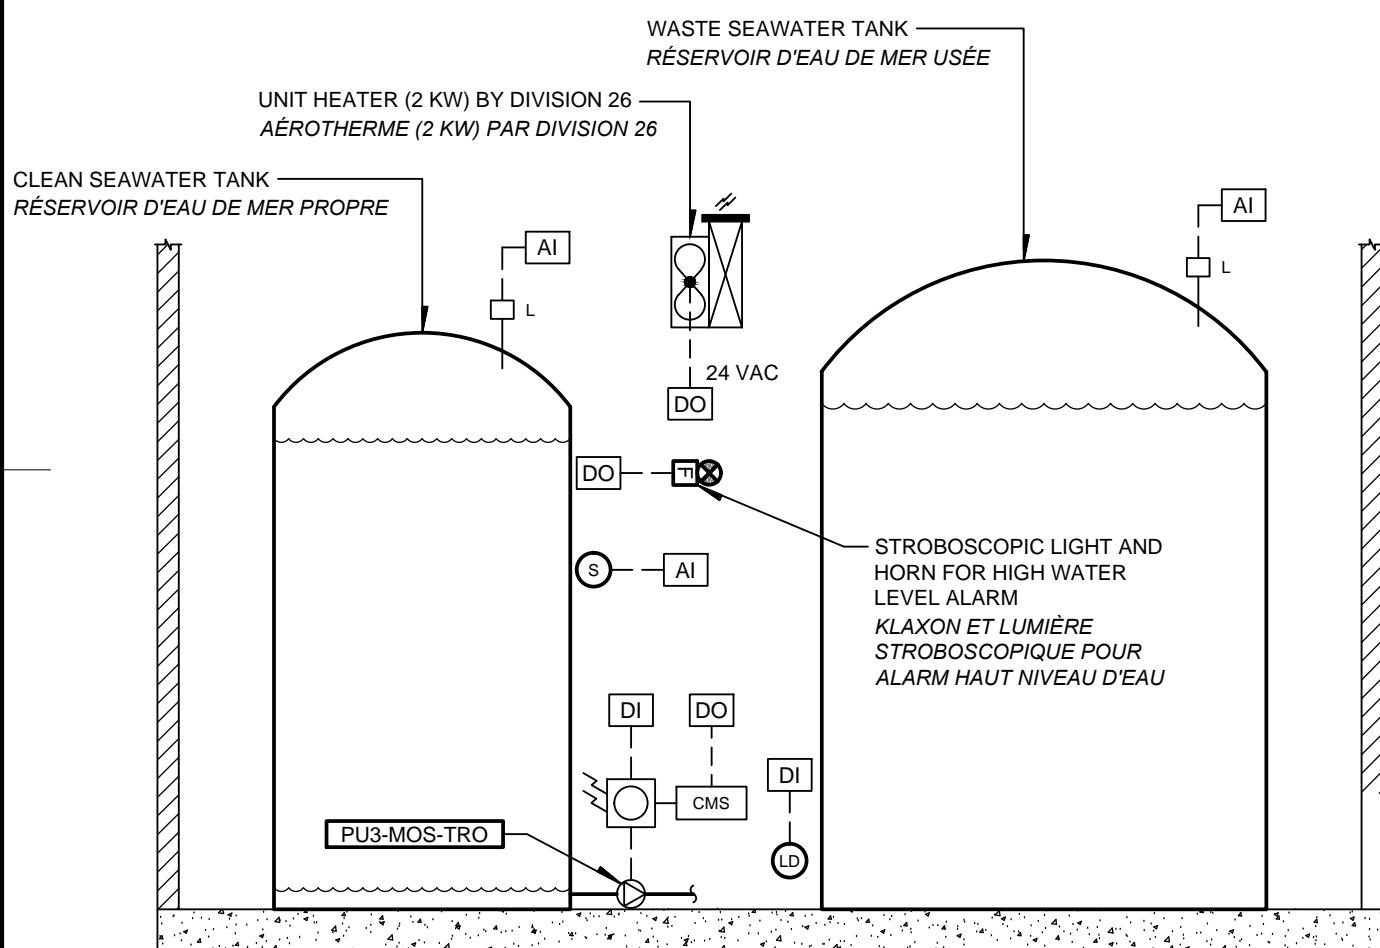 WASTE SEAWATER TANK
RÉSERVOIR D'EAU DE MER USÉE
UNIT HEATER (2 KW) BY DIVISION 26
AÉROTHERME (2 KW) PAR DIVISION 26
CLEAN SEAWATER TANK
RÉSERVOIR D'EAU DE MER PROPRE
AI
L
AI
L
24 VAC
DO
DO
F
S
AI
STROBOSCOPIC LIGHT AND
HORN FOR HIGH WATER
LEVEL ALARM
KLAXON ET LUMIÈRE
STROBOSCOPIQUE POUR
ALARM HAUT NIVEAU D'EAU
DI
DO
DI
CMS
PU3-MOS-TRO
LD